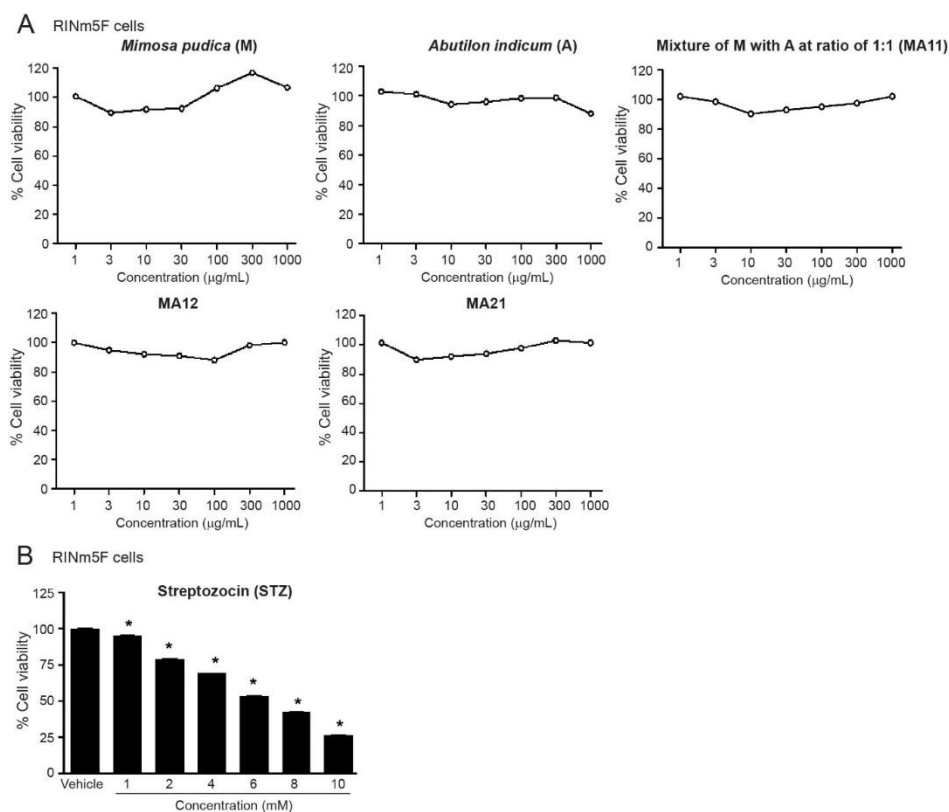 A RINm5F cells
Mimosa pudica (M)
% Cell viability
120
100
80
60
40
20
0
1 3 10 30 100 300 1000
Concentration (µg/mL)
Abutilon indicum (A)
% Cell viability
120
100
80
60
40
20
0
1 3 10 30 100 300 1000
Concentration (µg/mL)
Mixture of M with A at ratio of 1:1 (MA11)
% Cell viability
120
100
80
60
40
20
0
1 3 10 30 100 300 1000
Concentration (µg/mL)
MA12
% Cell viability
120
100
80
60
40
20
0
1 3 10 30 100 300 1000
Concentration (µg/mL)
MA21
% Cell viability
120
100
80
60
40
20
0
1 3 10 30 100 300 1000
Concentration (µg/mL)
B RINm5F cells
Streptozocin (STZ)
% Cell viability
125
100
75
50
25
0
* * * * * *
Vehicle 1 2 4 6 8 10
Concentration (mM)